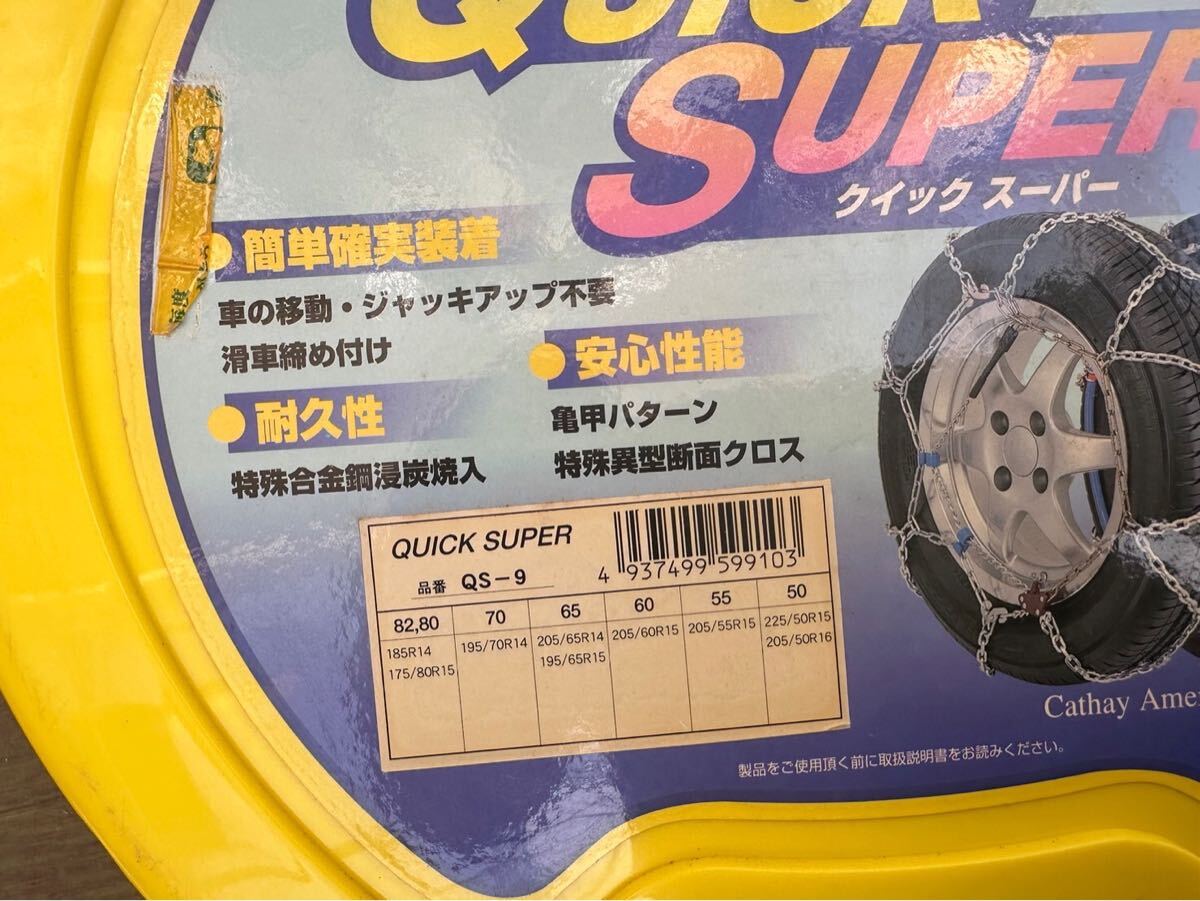 QUICK
SUPER
クイック スーパー
簡単確実装着
車の移動・ジャッキアップ不要
滑車締め付け
安心性能
亀甲パターン
特殊異型断面クロス
耐久性
特殊合金鋼浸炭焼入
QUICK SUPER
品番 QS-9
4 937499 599103
82,80 70 65 60 55 50
185R14 195/70R14 205/65R14 205/60R15 205/55R15 225/50R15
175/80R15 195/65R15 205/50R16
Cathay Ame
製品をご使用頂く前に取扱説明書をお読みください。